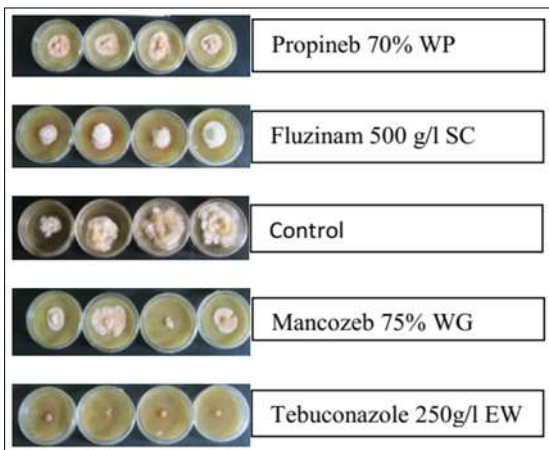 Propineb 70% WP
Fluzinam 500 g/l SC
Control
Mancozeb 75% WG
Tebuconazole 250g/l EW